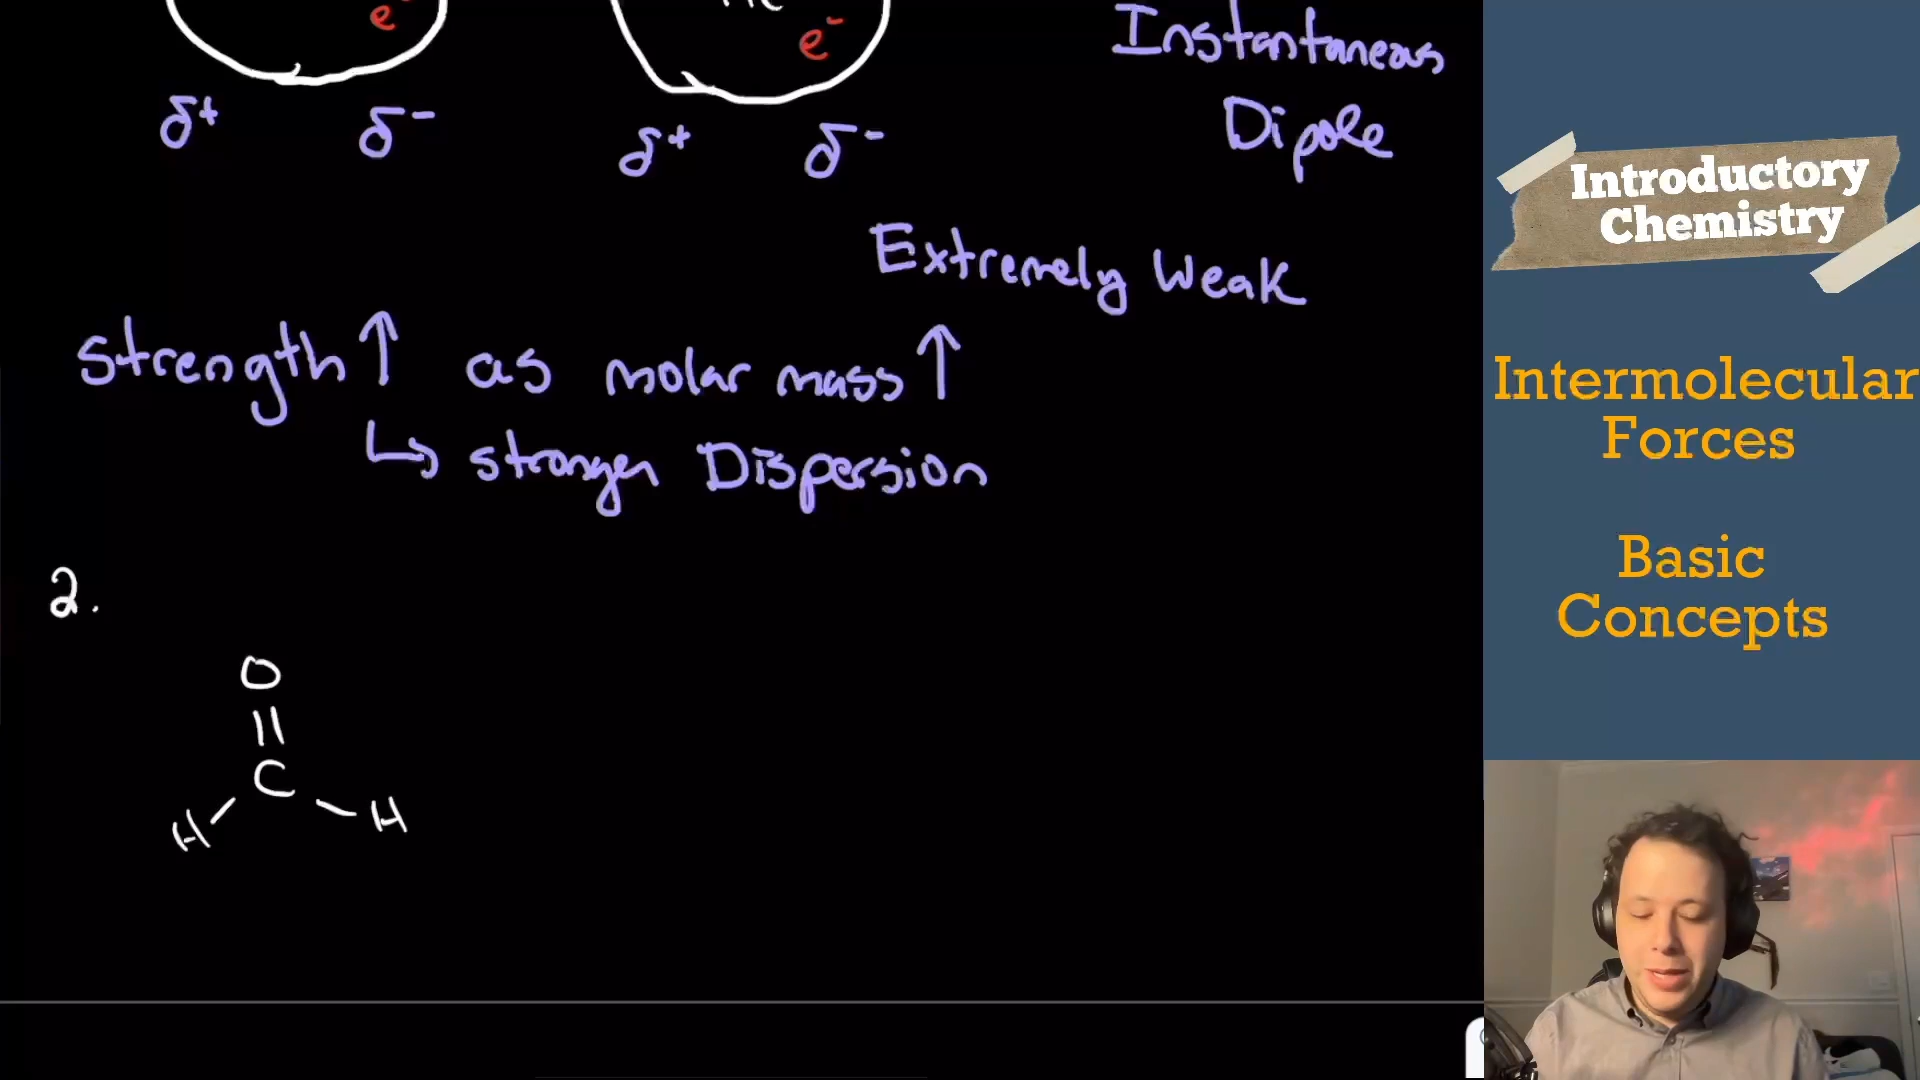 e⁻
e⁻
Instantaneous
Dipole
δ+ δ-
δ+ δ-
Extremely Weak
Strength ↑ as molar mass ↑
↳ stronger Dispersion
2.
O
C
H H
Introductory
Chemistry
Intermolecular
Forces
Basic
Concepts